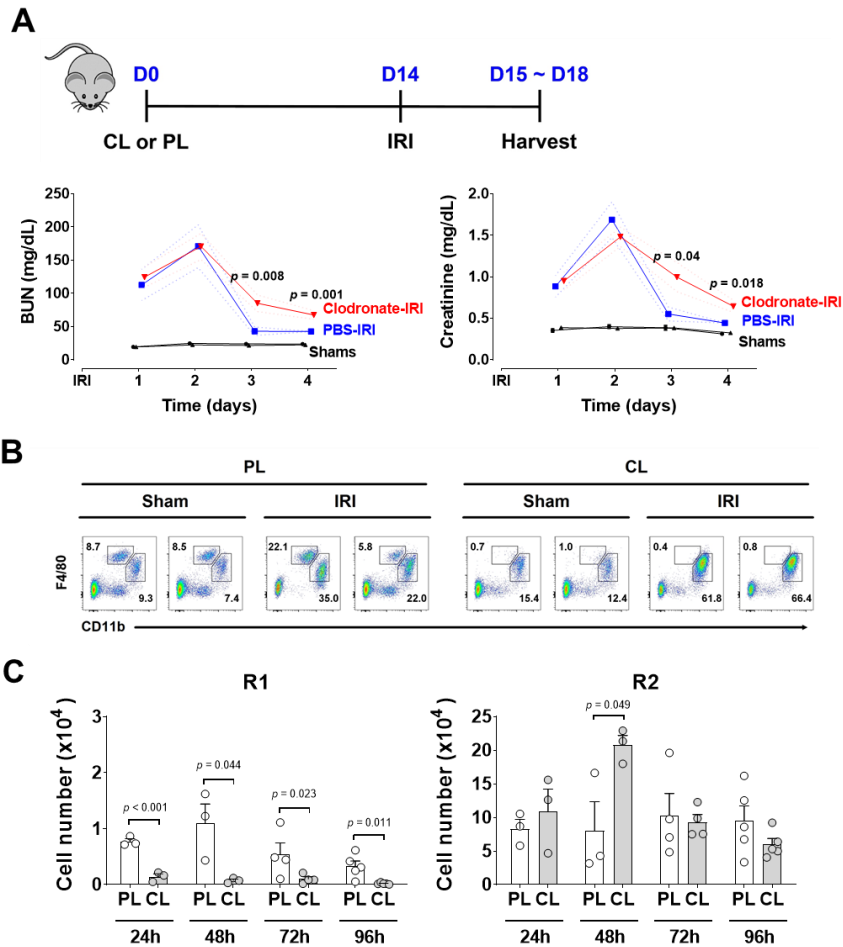 A
D0 D14 D15 ~ D18
CL or PL IRI Harvest
BUN (mg/dL)
250
200
150
100
50
0
p = 0.008
p = 0.001
Clodronate-IRI
PBS-IRI
Shams
IRI 1 2 3 4
Time (days)
Creatinine (mg/dL)
2.0
1.5
1.0
0.5
0.0
p = 0.04
p = 0.018
Clodronate-IRI
PBS-IRI
Shams
IRI 1 2 3 4
Time (days)
B
PL CL
Sham IRI Sham IRI
F4/80
8.7 8.5 22.1 5.8 0.7 1.0 0.4 0.8
9.3 7.4 35.0 22.0 15.4 12.4 61.8 66.4
CD11b
C
R1
Cell number (x10⁴)
3
2
1
0
p < 0.001
p = 0.044
p = 0.023
p = 0.011
PL CL PL CL PL CL PL CL
24h 48h 72h 96h
R2
Cell number (x10⁴)
25
20
15
10
5
0
p = 0.049
PL CL PL CL PL CL PL CL
24h 48h 72h 96h